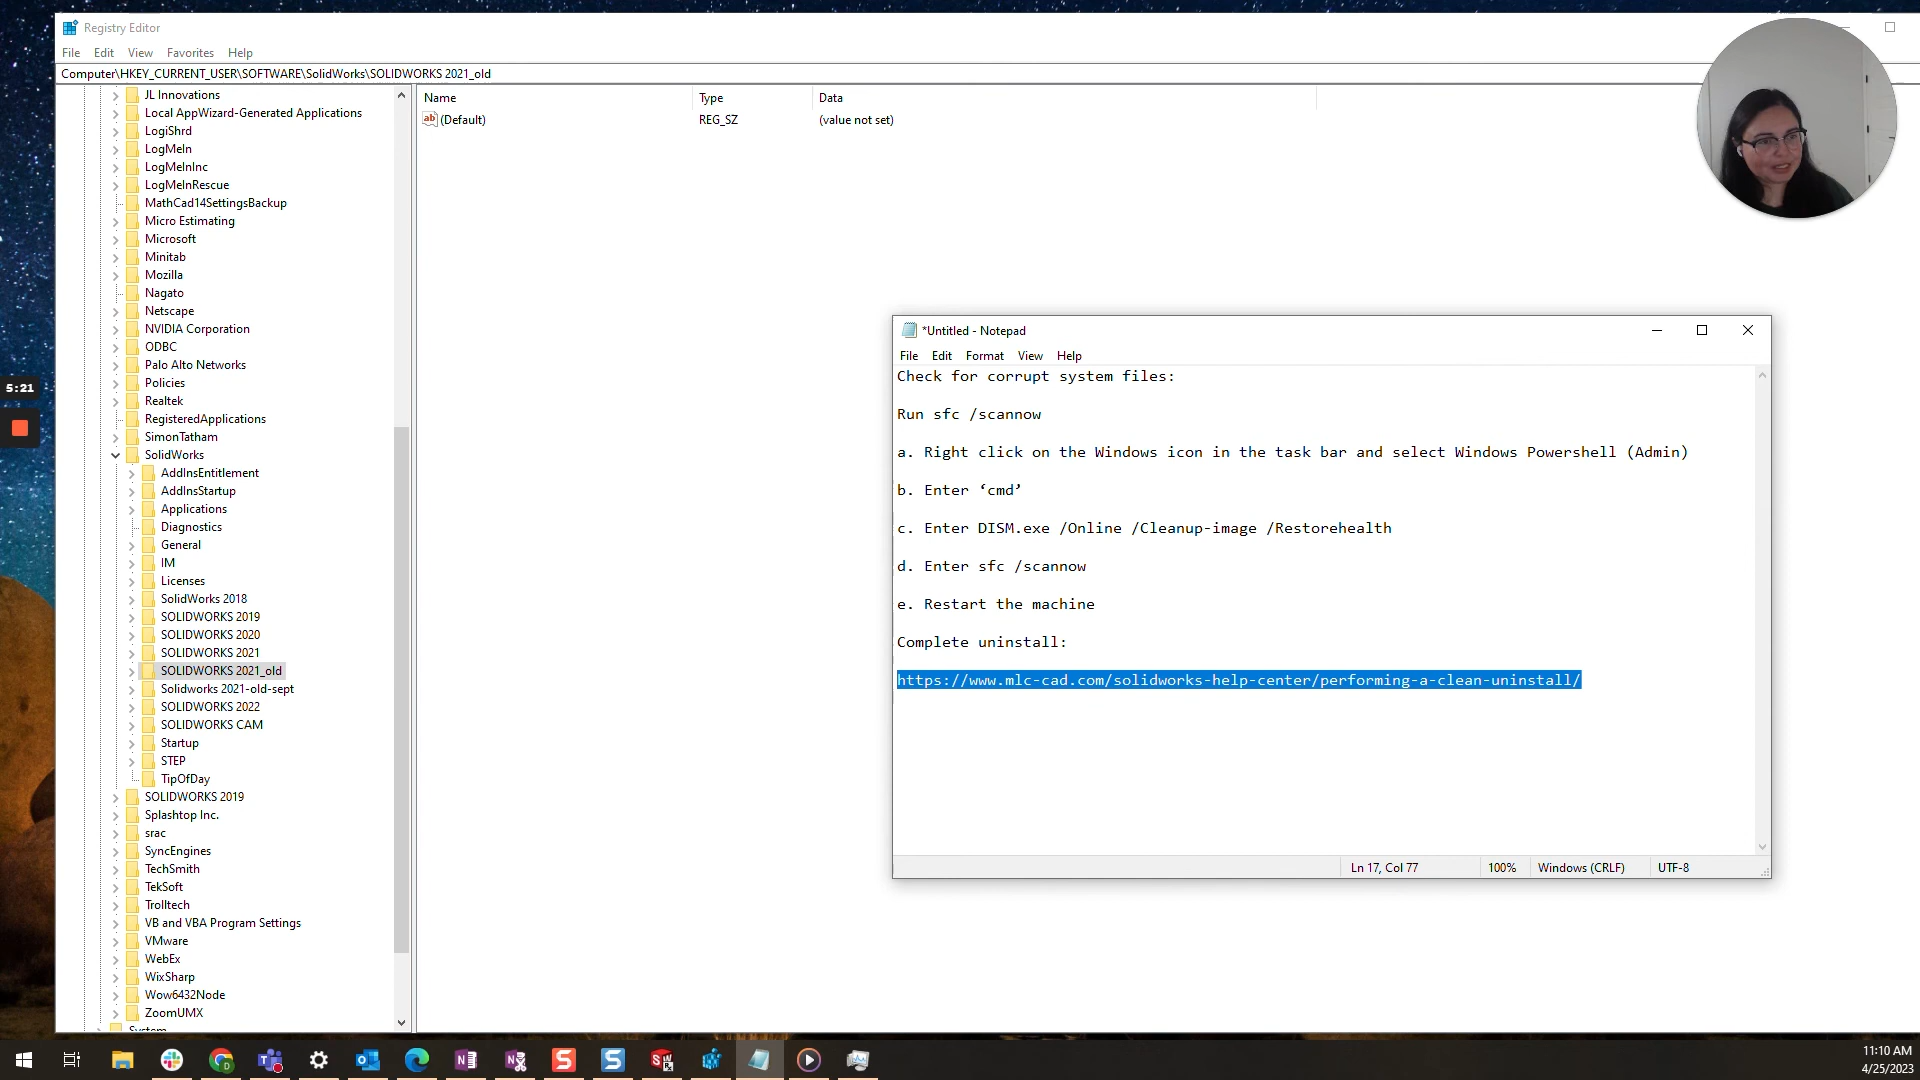 Registry Editor
File Edit View Favorites Help
Computer\HKEY_CURRENT_USER\SOFTWARE\SolidWorks\SOLIDWORKS 2021_old
JL Innovations
Local AppWizard-Generated Applications
LogiShrd
LogMeIn
LogMeInInc
LogMeInRescue
MathCad14SettingsBackup
Micro Estimating
Microsoft
Minitab
Mozilla
Nagato
Netscape
NVIDIA Corporation
ODBC
Palo Alto Networks
Policies
Realtek
RegisteredApplications
SimonTatham
SolidWorks
AddInsEntitlement
AddInsStartup
Applications
Diagnostics
General
IM
Licenses
SolidWorks 2018
SOLIDWORKS 2019
SOLIDWORKS 2020
SOLIDWORKS 2021
SOLIDWORKS 2021_old
Solidworks 2021-old-sept
SOLIDWORKS 2022
SOLIDWORKS CAM
Startup
STEP
TipOfDay
SOLIDWORKS 2019
Splashtop Inc.
srac
SyncEngines
TechSmith
TekSoft
Trolltech
VB and VBA Program Settings
VMware
WebEx
WixSharp
Wow6432Node
ZoomUMX
System
Name Type Data
ab (Default) REG_SZ (value not set)
*Untitled - Notepad
File Edit Format View Help
Check for corrupt system files:
Run sfc /scannow
a. Right click on the Windows icon in the task bar and select Windows Powershell (Admin)
b. Enter ‘cmd’
c. Enter DISM.exe /Online /Cleanup-image /Restorehealth
d. Enter sfc /scannow
e. Restart the machine
Complete uninstall:
https://www.mlc-cad.com/solidworks-help-center/performing-a-clean-uninstall/
Ln 17, Col 77 100% Windows (CRLF) UTF-8
5:21
11:10 AM
4/25/2023